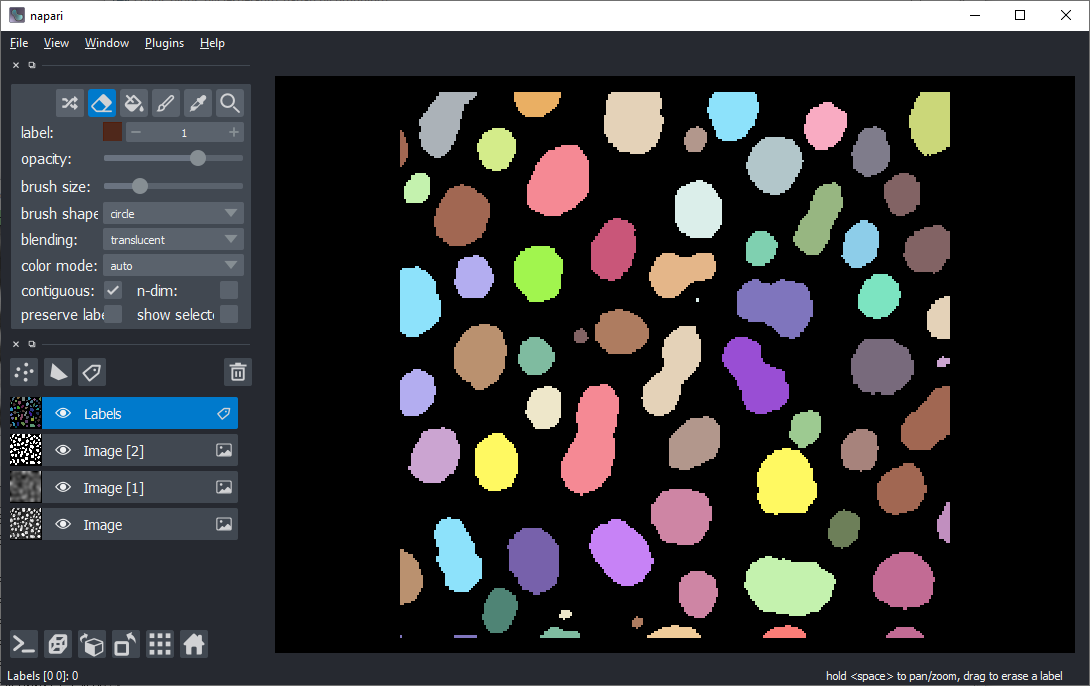 napari
File View Window Plugins Help
label: 1
opacity:
brush size:
brush shape circle
blending: translucent
color mode: auto
contiguous: n-dim:
preserve labe show selecte
Labels
Image [2]
Image [1]
Image
Labels [0 0]: 0
hold <space> to pan/zoom, drag to erase a label